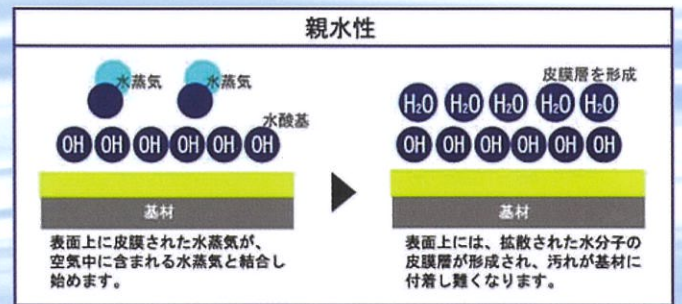 親水性
水蒸気
水蒸気
水酸基
OH OH OH OH OH OH
基材
表面上に皮膜された水蒸気が、
空気中に含まれる水蒸気と結合し
始めます。
皮膜層を形成
H₂O H₂O H₂O H₂O H₂O
OH OH OH OH OH OH
基材
表面上には、拡散された水分子の
皮膜層が形成され、汚れが基材に
付着し難くなります。